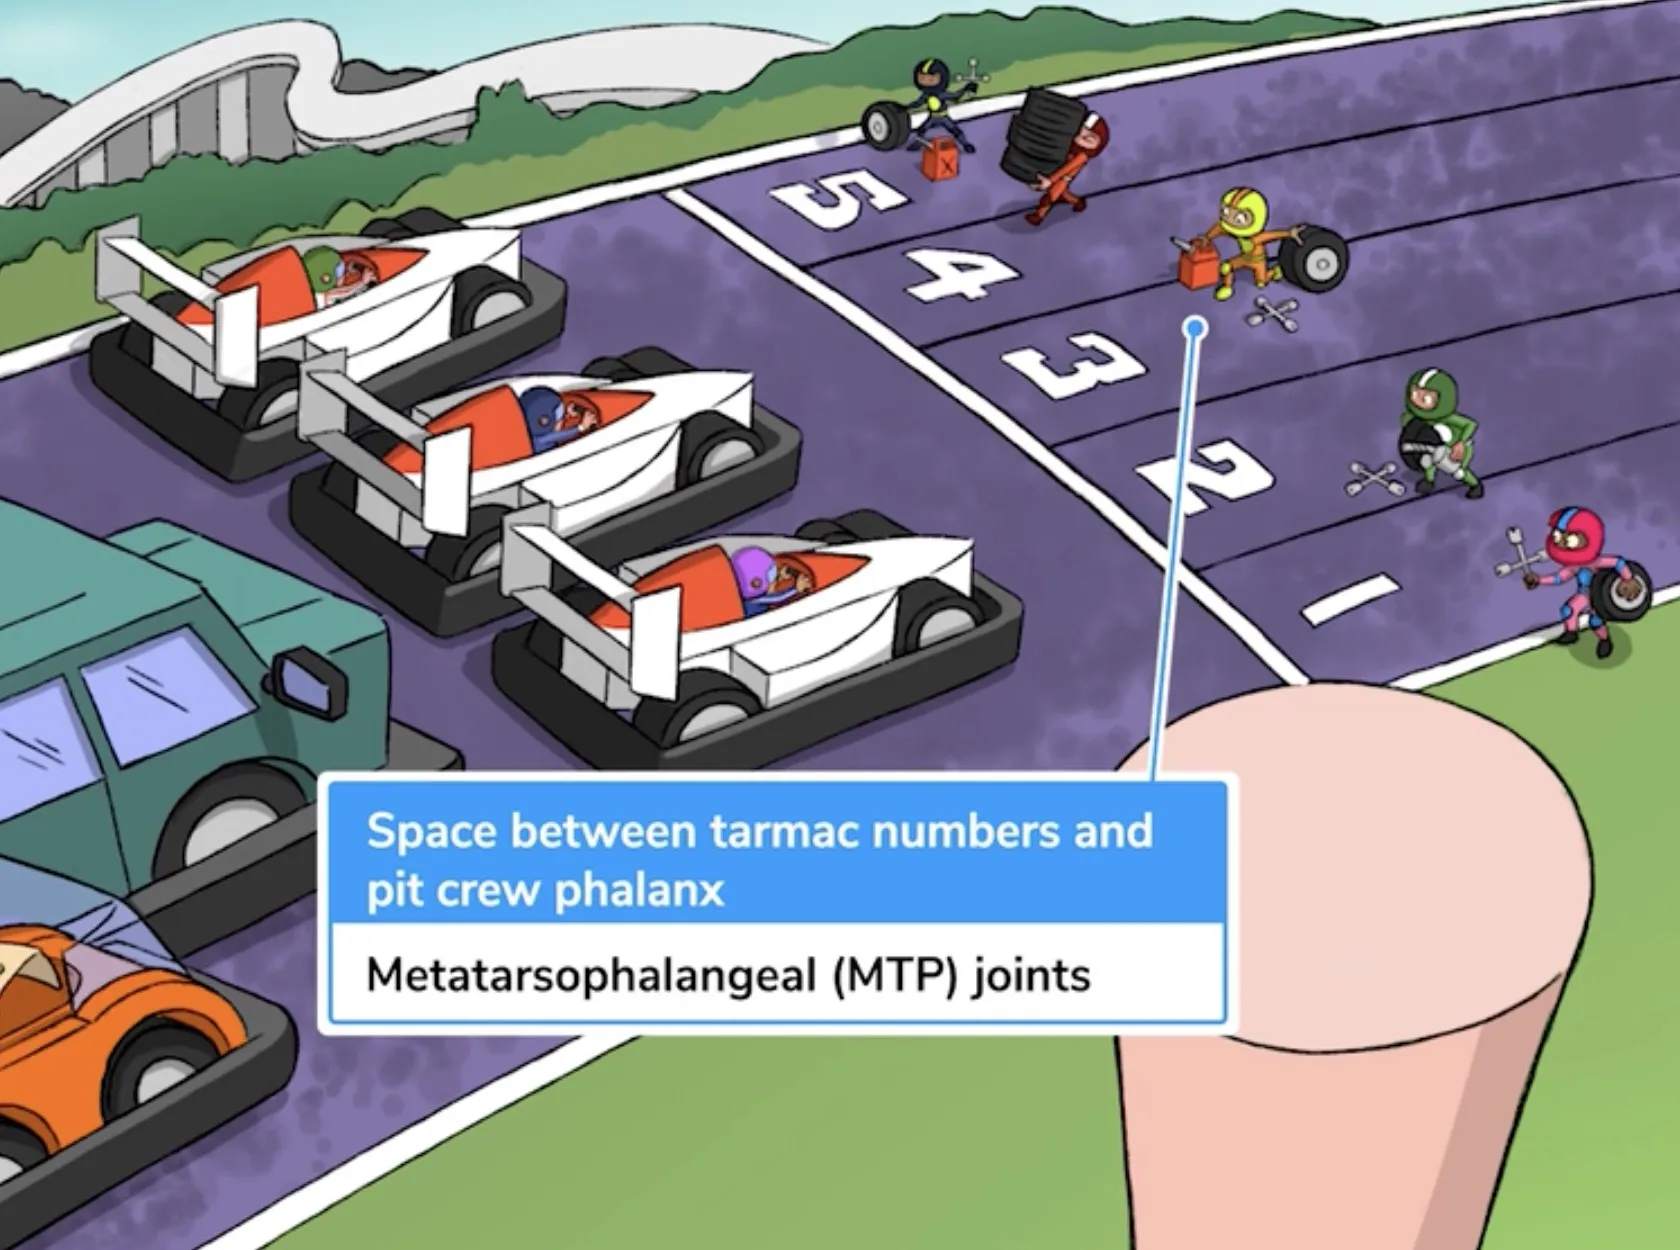 5
4
3
2
1
Space between tarmac numbers and
pit crew phalanx
Metatarsophalangeal (MTP) joints